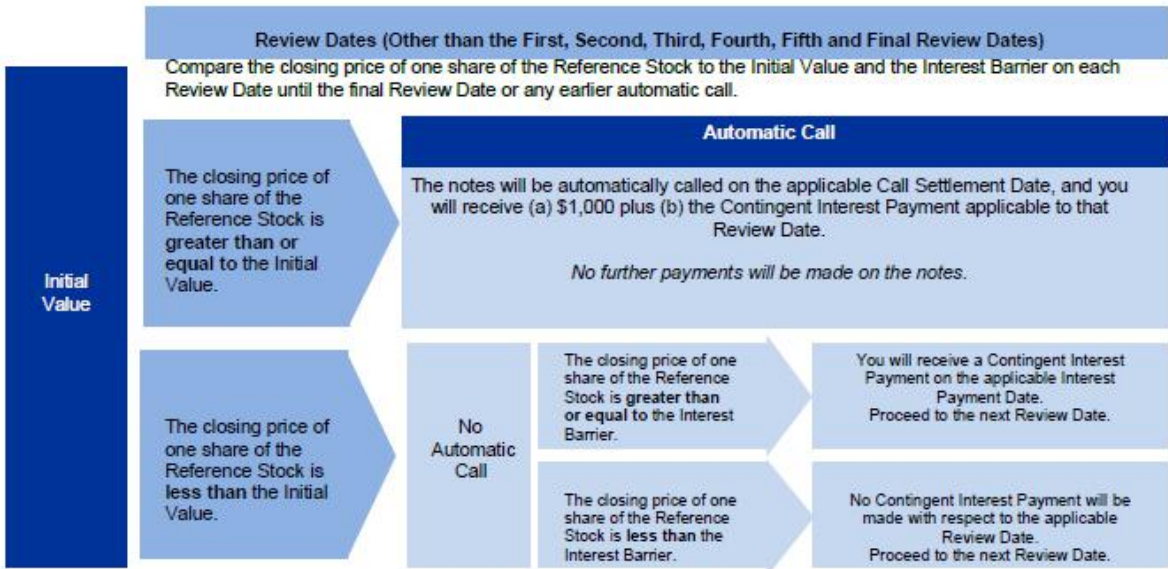 Review Dates (Other than the First, Second, Third, Fourth, Fifth and Final Review Dates)
Compare the closing price of one share of the Reference Stock to the Initial Value and the Interest Barrier on each
Review Date until the final Review Date or any earlier automatic call.
Initial
Value
The closing price of
one share of the
Reference Stock is
greater than or
equal to the Initial
Value.
Automatic Call
The notes will be automatically called on the applicable Call Settlement Date, and you
will receive (a) $1,000 plus (b) the Contingent Interest Payment applicable to that
Review Date.
No further payments will be made on the notes.
The closing price of
one share of the
Reference Stock is
less than the Initial
Value.
No
Automatic
Call
The closing price of one
share of the Reference
Stock is greater than
or equal to the Interest
Barrier.
You will receive a Contingent Interest
Payment on the applicable Interest
Payment Date.
Proceed to the next Review Date.
The closing price of one
share of the Reference
Stock is less than the
Interest Barrier.
No Contingent Interest Payment will be
made with respect to the applicable
Review Date.
Proceed to the next Review Date.